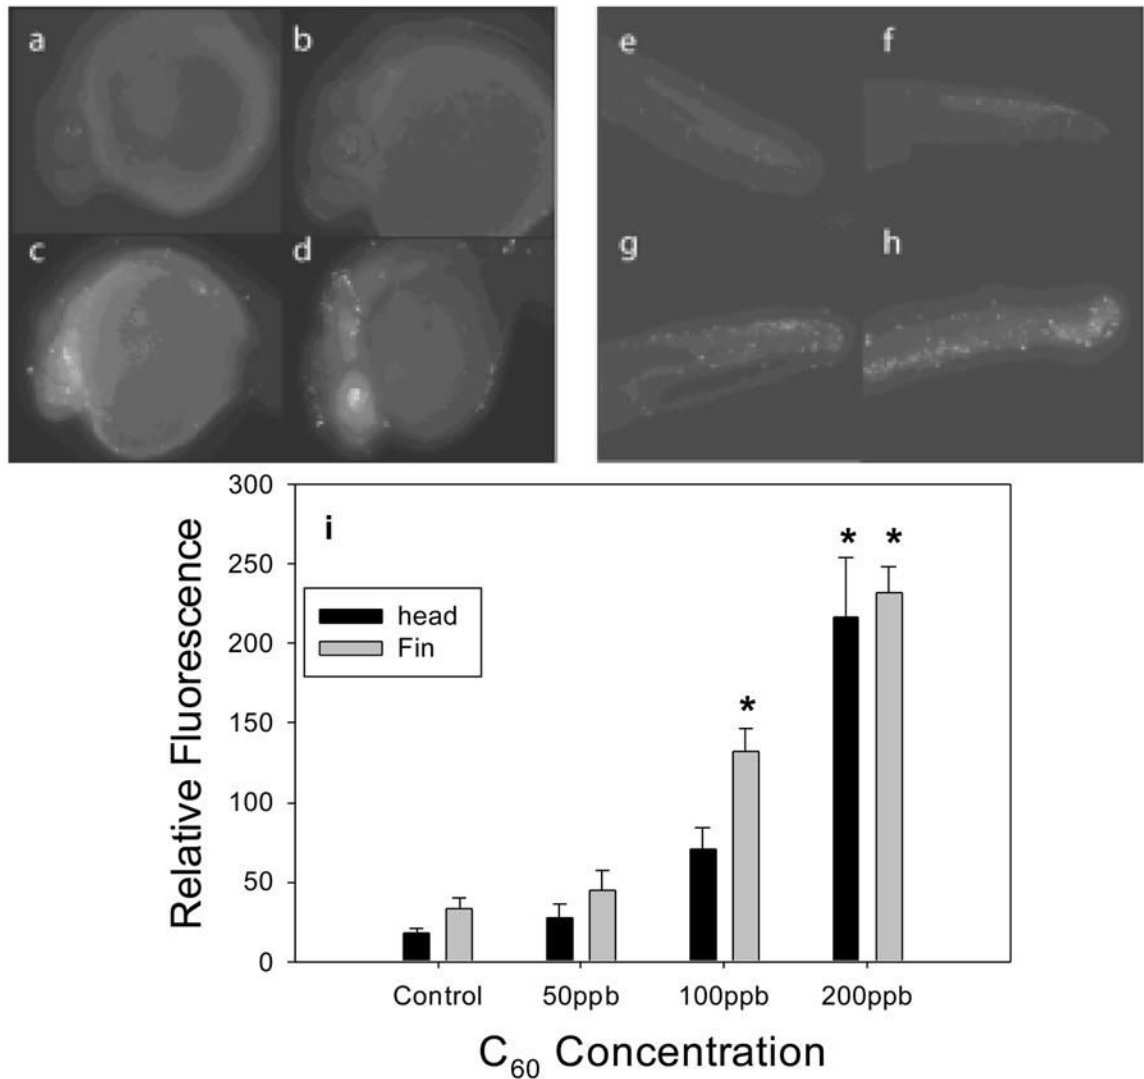 a
b
e
f
c
d
g
h
300
i
250
head
Fin
200
150
100
50
0
Relative Fluorescence
*
*
*
Control
50ppb
100ppb
200ppb
C₆₀ Concentration